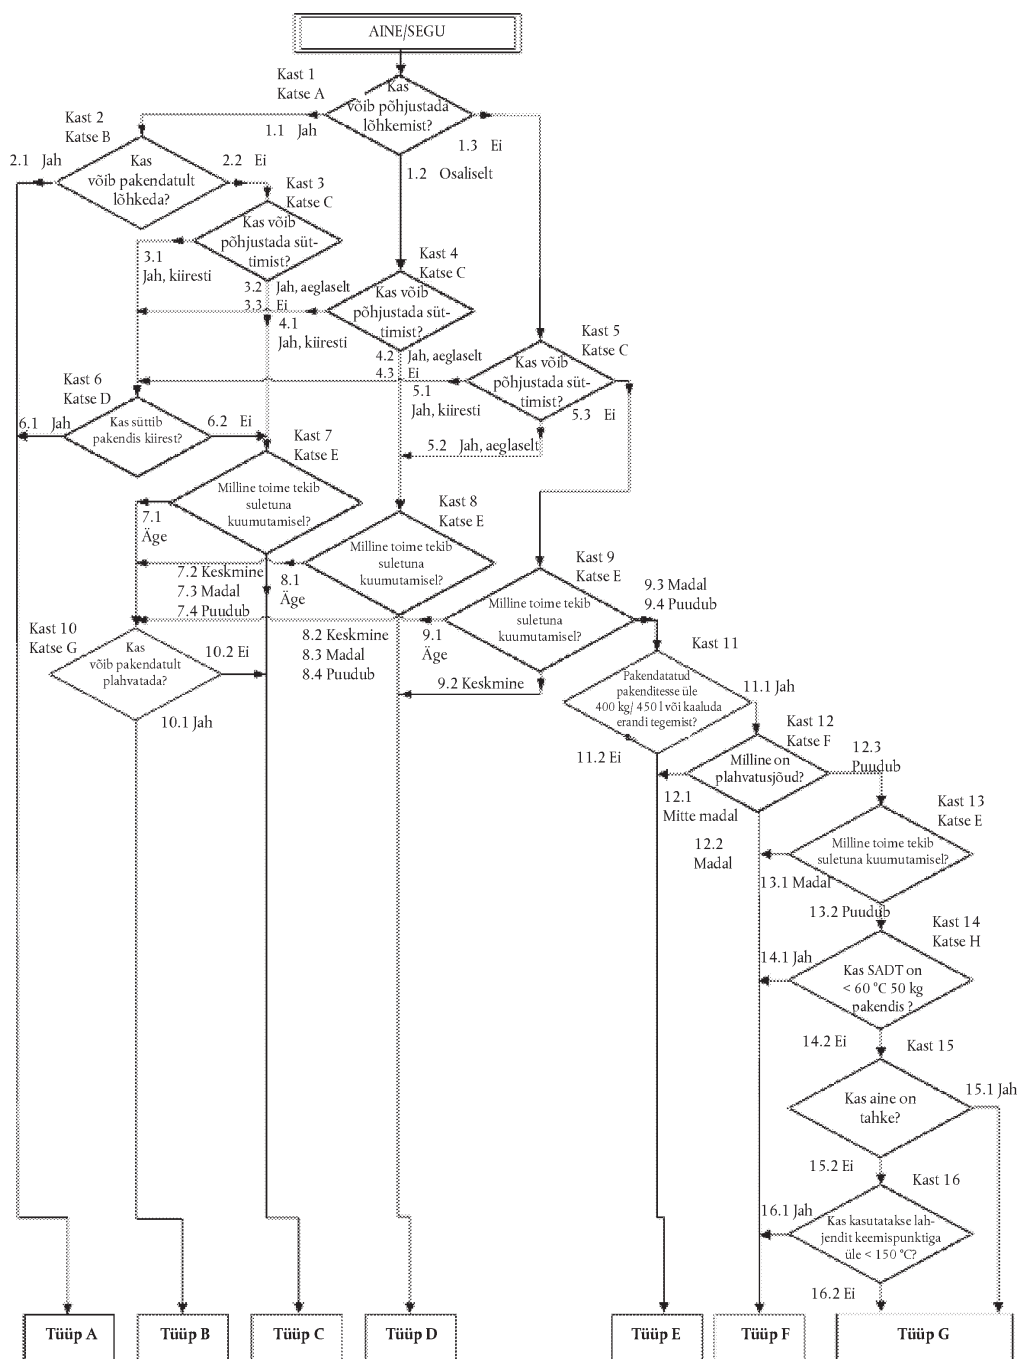 AINE/SEGU
Kast 1
Katse A
Kas
võib põhjustada
lõhkemist?
1.1 Jah
1.3 Ei
1.2 Osaliselt
Kast 2
Katse B
2.1 Jah
Kas
võib pakendatult
lõhkeda?
2.2 Ei
Kast 3
Katse C
Kas võib
põhjustada süt-
timist?
3.1
Jah, kiiresti
3.2 Jah, aeglaselt
3.3 Ei
Kast 4
Katse C
Kas võib
põhjustada süt-
timist?
4.1
Jah, kiiresti
4.2 Jah, aeglaselt
4.3 Ei
Kast 5
Katse C
Kas võib
põhjustada süt-
timist?
5.1
Jah, kiiresti
5.3 Ei
5.2 Jah, aeglaselt
Kast 6
Katse D
6.1 Jah
Kas süttib
pakendis kiirest?
6.2 Ei
Kast 7
Katse E
Milline toime tekib
suletuna
kuumutamisel?
7.1
Äge
7.2 Keskmine
7.3 Madal
7.4 Puudub
Kast 8
Katse E
Milline toime tekib
suletuna
kuumutamisel?
8.1
Äge
8.2 Keskmine
8.3 Madal
8.4 Puudub
Kast 9
Katse E
Milline toime tekib
suletuna
kuumutamisel?
9.3 Madal
9.4 Puudub
9.1
Äge
9.2 Keskmine
Kast 10
Katse G
Kas
võib pakendatult
plahvatada?
10.2 Ei
10.1 Jah
Kast 11
Pakendatatud
pakenditesse üle
400 kg/ 450 l või kaaluda
erandi tegemist?
11.1 Jah
11.2 Ei
Kast 12
Katse F
Milline on
plahvatusjõud?
12.3
Puudub
12.1
Mitte madal
12.2
Madal
Kast 13
Katse E
Milline toime tekib
suletuna kuumutamisel?
13.1 Madal
13.2 Puudub
Kast 14
Katse H
14.1 Jah
Kas SADT on
< 60 °C 50 kg
pakendis ?
14.2 Ei
Kast 15
Kas aine on
tahke?
15.1 Jah
15.2 Ei
Kast 16
16.1 Jah
Kas kasutatakse lah-
jendit keemispunktiga
üle < 150 °C?
16.2 Ei
Tüüp A
Tüüp B
Tüüp C
Tüüp D
Tüüp E
Tüüp F
Tüüp G